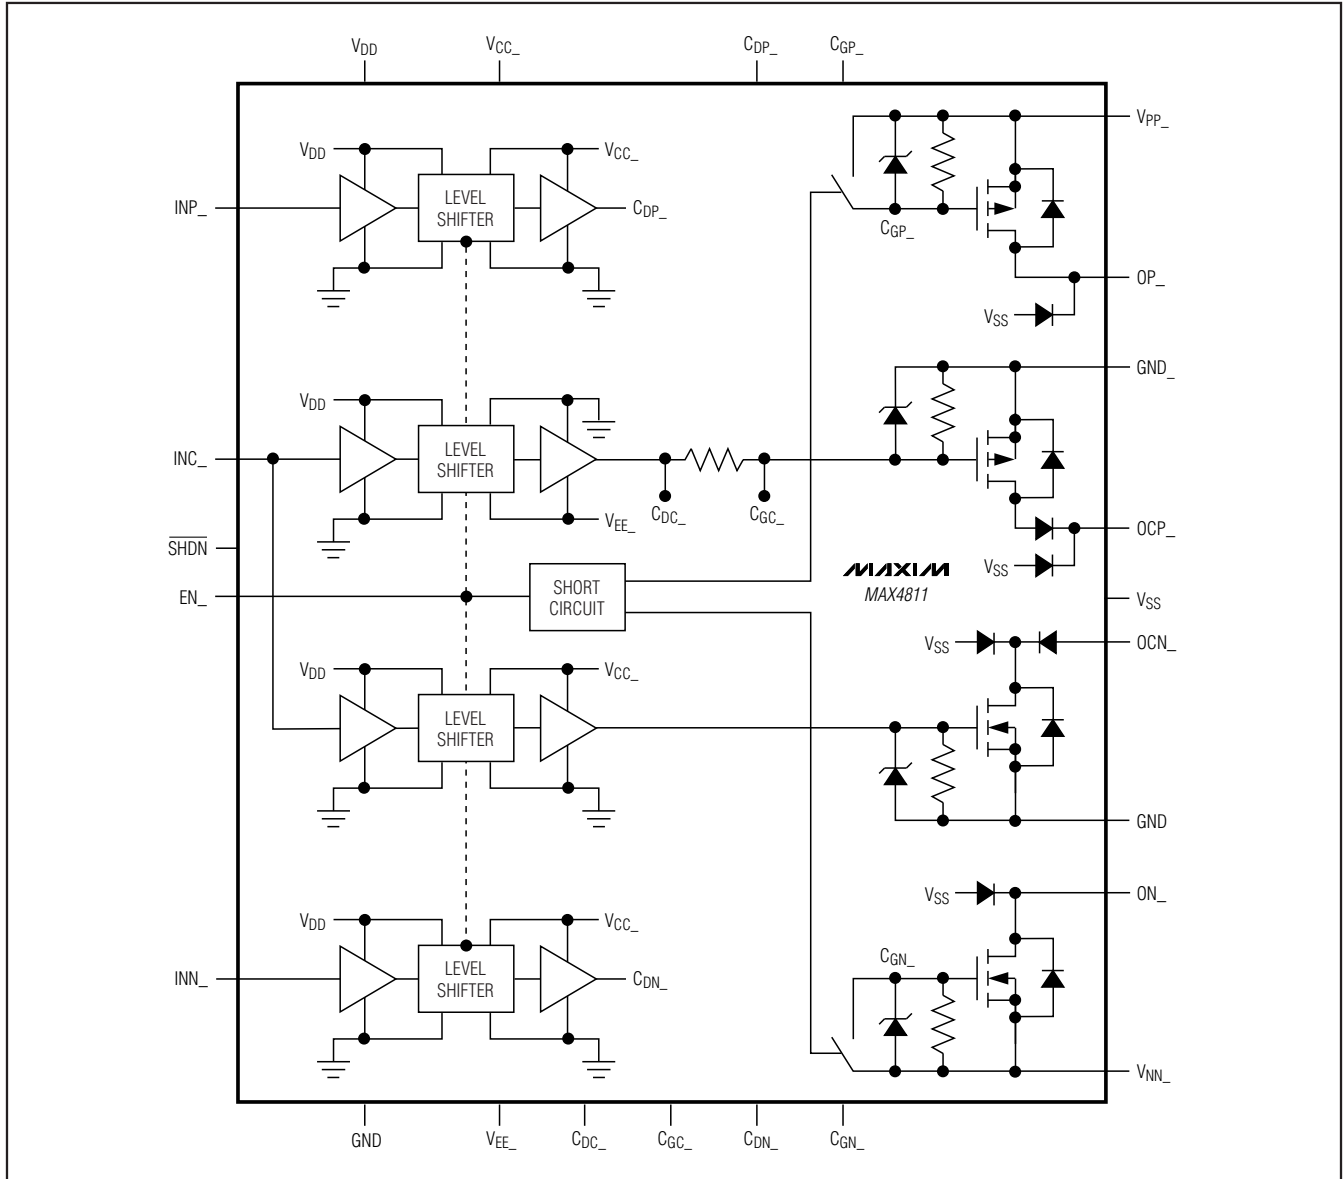 VDD VCC_ CDP_ CGP_
VPP_
VDD VCC_
INP_ LEVEL SHIFTER CDP_
CGP_
OP_
VSS
GND_
VDD
INC_ LEVEL SHIFTER
CDC_ CGC_
VEE_
OCP_
SHDN
VSS
MAXIM
MAX4811
EN_ SHORT CIRCUIT
VSS
VSS OCN_
VDD VCC_
LEVEL SHIFTER
GND
VSS ON_
VDD VCC_
CGN_
INN_ LEVEL SHIFTER CDN_
VNN_
GND VEE_ CDC_ CGC_ CDN_ CGN_